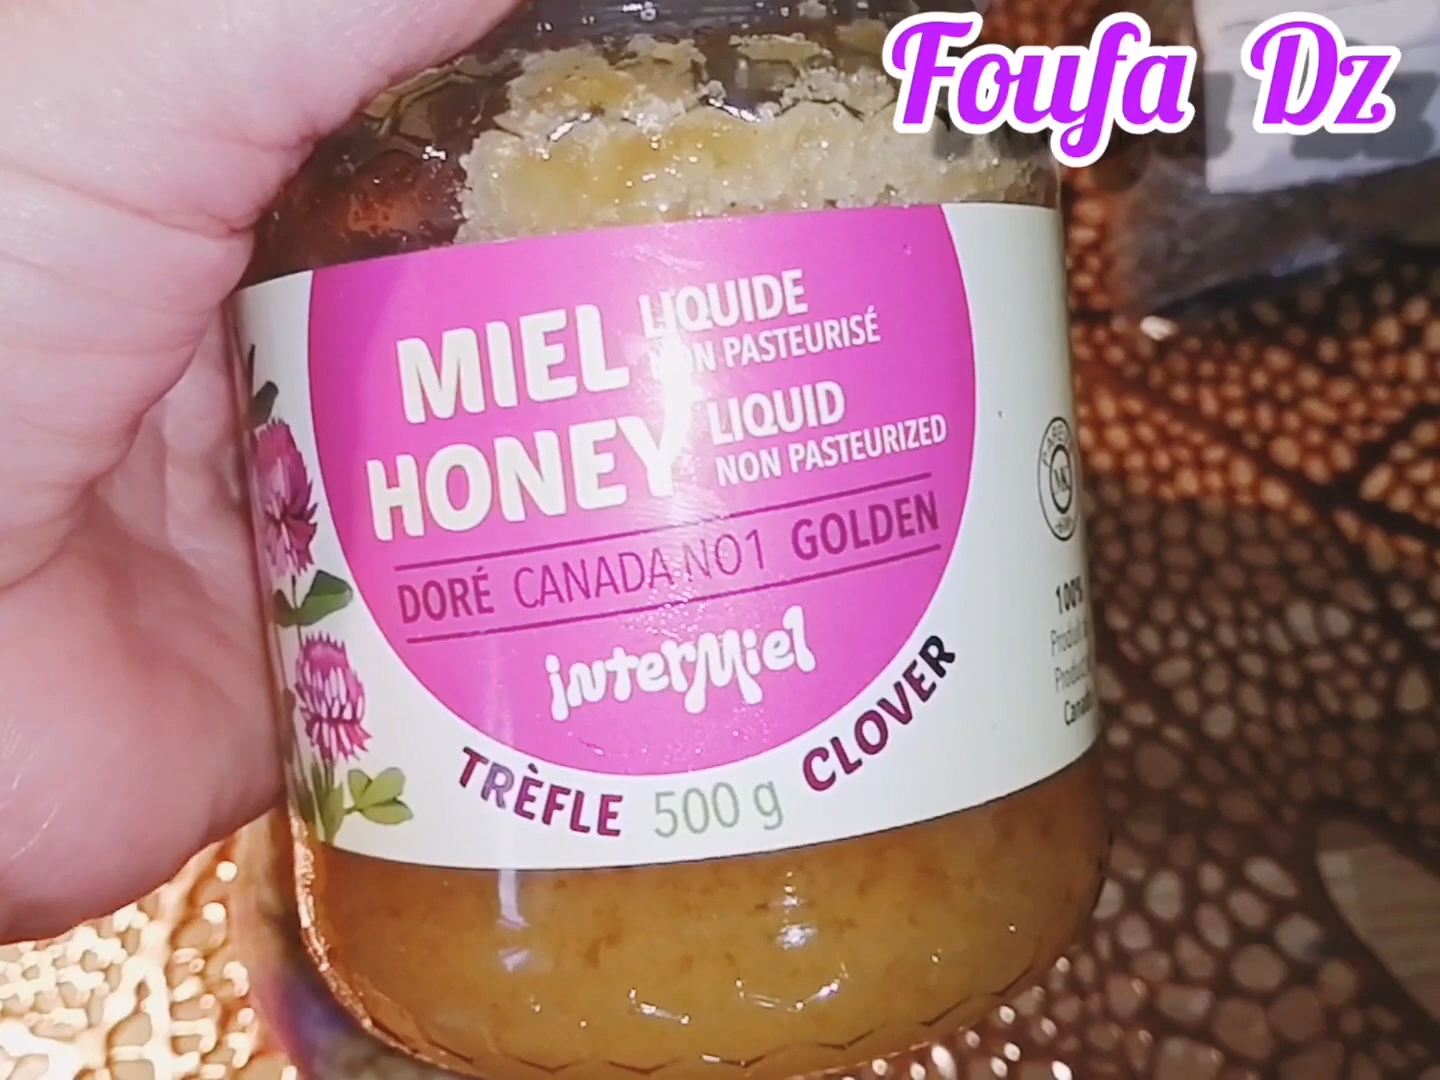 Foufa Dz
MIEL LIQUIDE
NON PASTEURISÉ
HONEY LIQUID
NON PASTEURIZED
DORÉ CANADA NO1 GOLDEN
interMiel
TRÈFLE 500 g CLOVER
100%